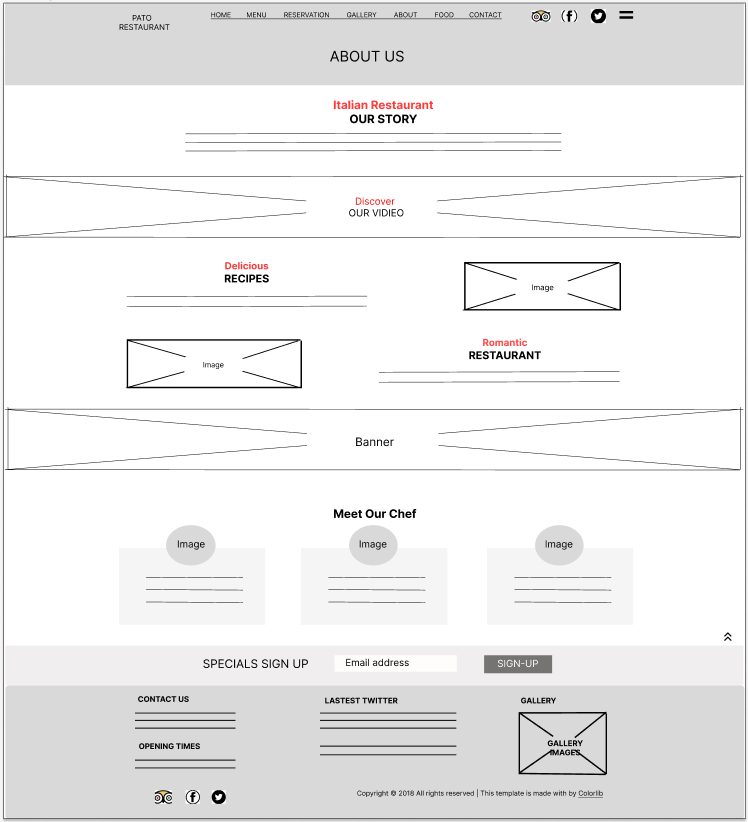 PATO
RESTAURANT
HOME MENU RESERVATION GALLERY ABOUT FOOD CONTACT
ABOUT US
Italian Restaurant
OUR STORY
Discover
OUR VIDIEO
Delicious
RECIPES
Image
Image
Romantic
RESTAURANT
Banner
Meet Our Chef
Image Image Image
SPECIALS SIGN UP Email address SIGN-UP
CONTACT US LASTEST TWITTER GALLERY
OPENING TIMES
GALLERY
IMAGES
Copyright © 2018 All rights reserved | This template is made with by Colorlib